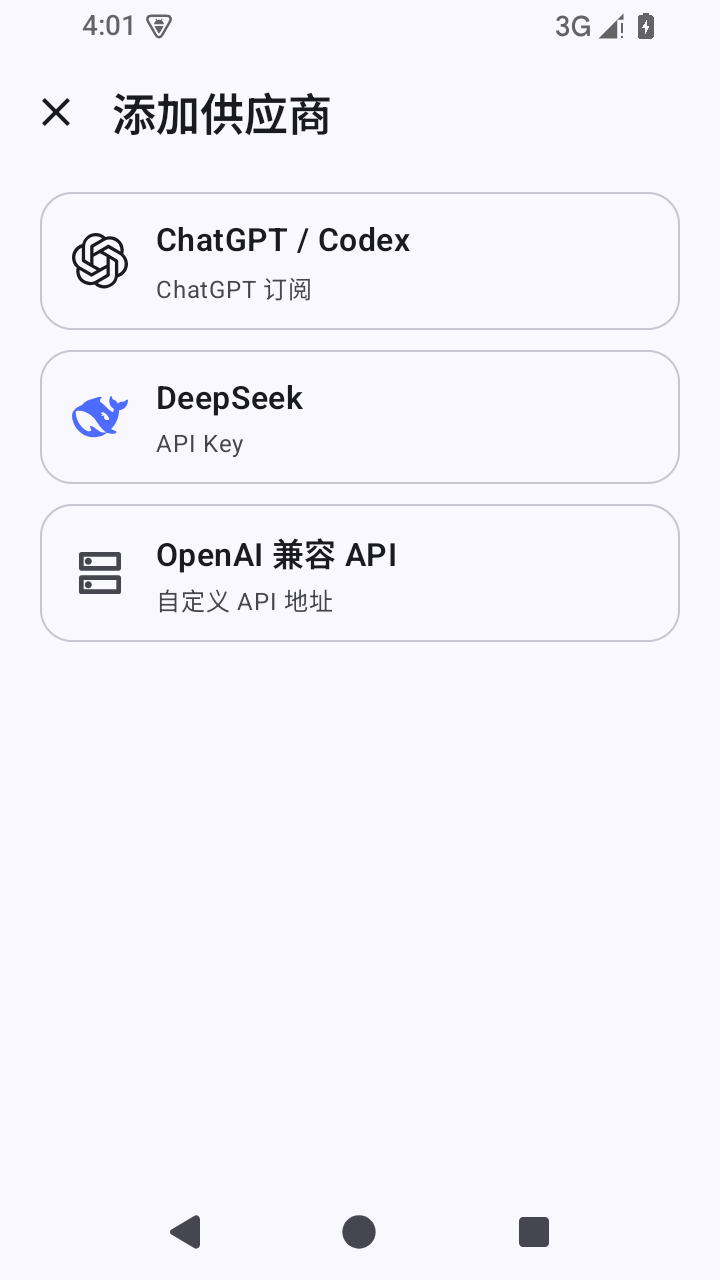 4:01
3G
添加供应商
ChatGPT / Codex
ChatGPT 订阅
DeepSeek
API Key
OpenAI 兼容 API
自定义 API 地址